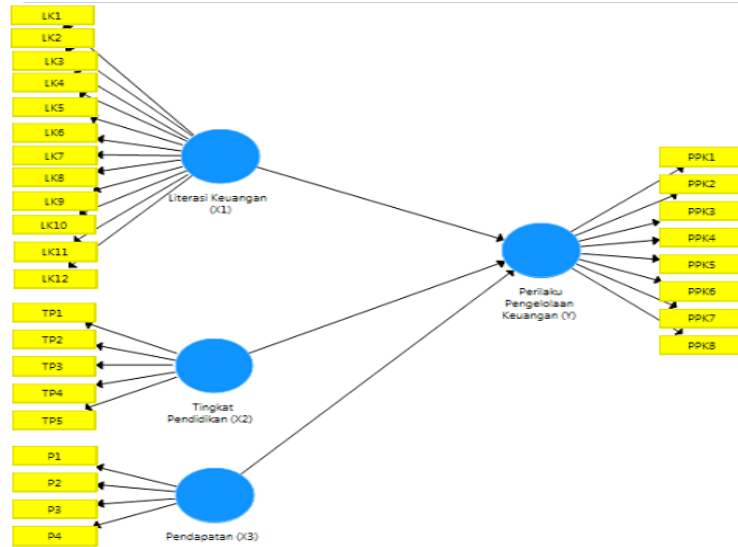 LK1
LK2
LK3
LK4
LK5
LK6
LK7
LK8
LK9
LK10
LK11
LK12
Literasi Keuangan
(X1)
TP1
TP2
TP3
TP4
TP5
Tingkat
Pendidikan (X2)
P1
P2
P3
P4
Pendapatan (X3)
Perilaku
Pengelolaan
Keuangan (Y)
PPK1
PPK2
PPK3
PPK4
PPK5
PPK6
PPK7
PPK8